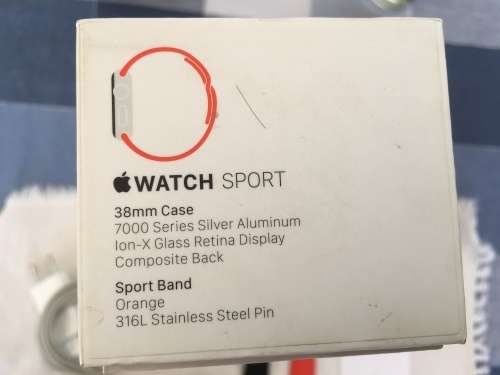 WATCH SPORT
38mm Case
7000 Series Silver Aluminum
Ion-X Glass Retina Display
Composite Back
Sport Band
Orange
316L Stainless Steel Pin